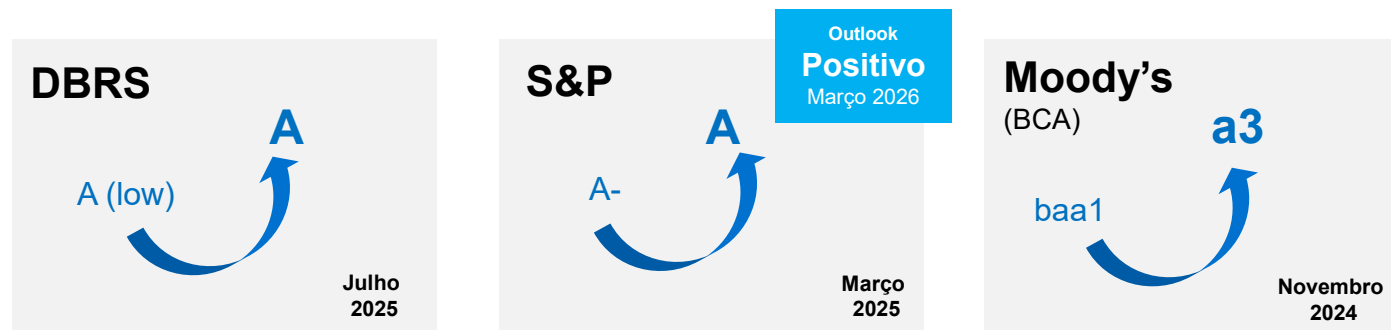 DBRS
A
A (low)
Julho
2025
S&P
Outlook
Positivo
Março 2026
A
A-
Março
2025
Moody's
(BCA)
a3
baa1
Novembro
2024